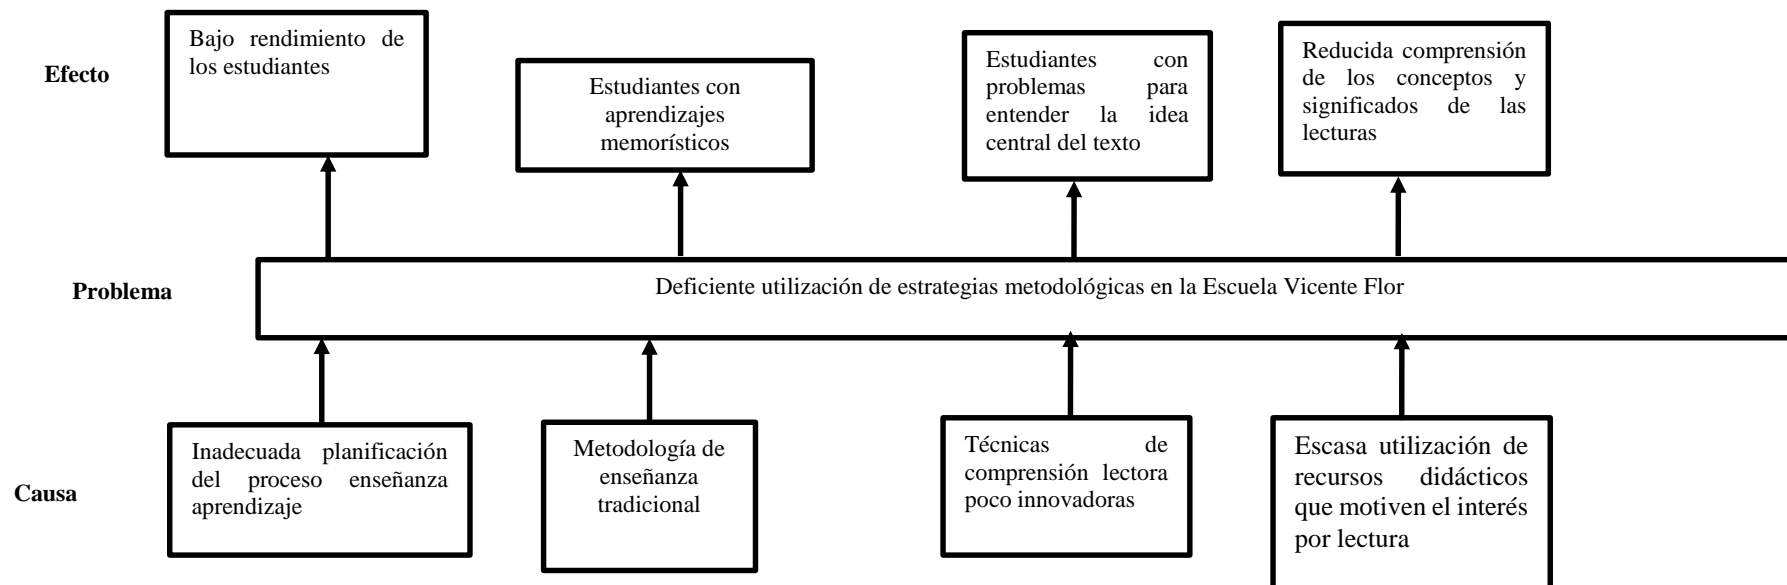 Efecto
Bajo rendimiento de
los estudiantes
Estudiantes con
aprendizajes
memorísticos
Estudiantes con
problemas para
entender la idea
central del texto
Reducida comprensión
de los conceptos y
significados de las
lecturas
Problema
Deficiente utilización de estrategias metodológicas en la Escuela Vicente Flor
Causa
Inadecuada planificación
del proceso enseñanza
aprendizaje
Metodología de
enseñanza
tradicional
Técnicas de
comprensión lectora
poco innovadoras
Escasa utilización de
recursos didácticos
que motiven el interés
por lectura